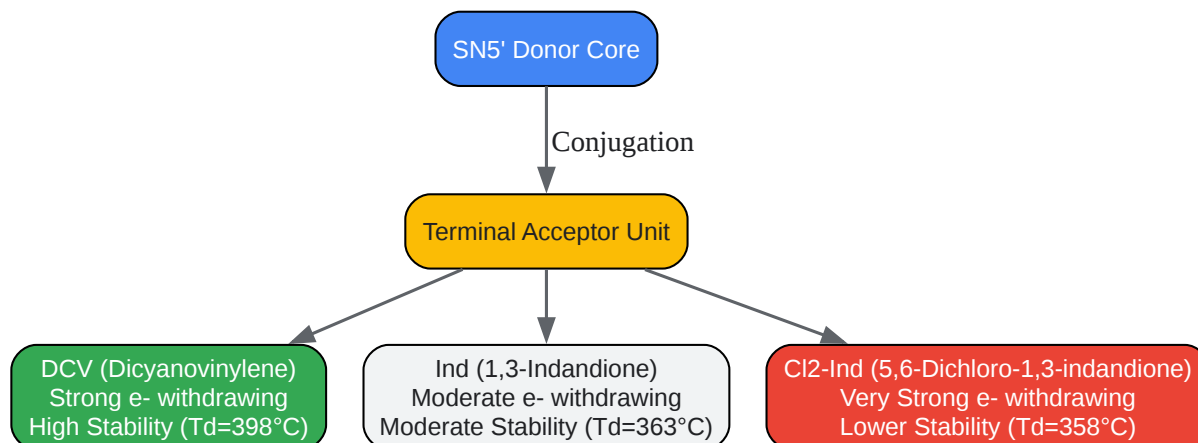 SN5' Donor Core
Conjugation
Terminal Acceptor Unit
DCV (Dicyanovinylene)
Strong e- withdrawing
High Stability (Td=398°C)
Ind (1,3-Indandione)
Moderate e- withdrawing
Moderate Stability (Td=363°C)
Cl2-Ind (5,6-Dichloro-1,3-indandione)
Very Strong e- withdrawing
Lower Stability (Td=358°C)